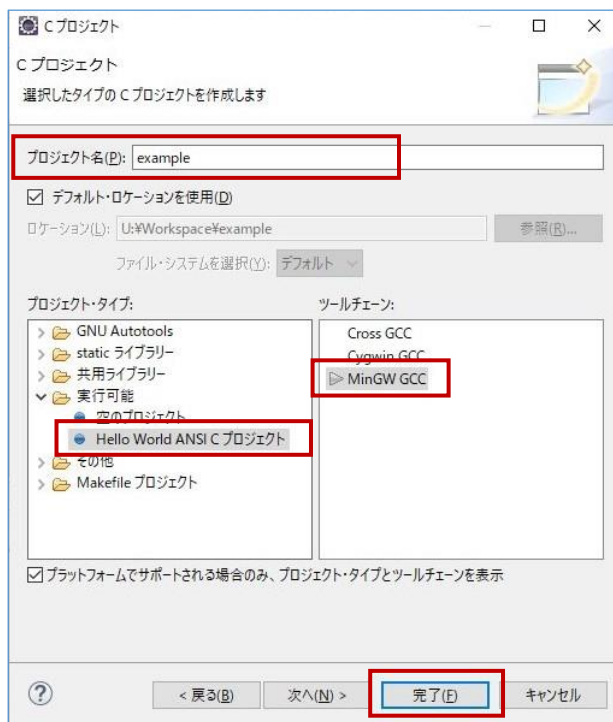 C プロジェクト
C プロジェクト
選択したタイプの C プロジェクトを作成します
プロジェクト名(P): example
デフォルト・ロケーションを使用(D)
ロケーション(L): U:¥Workspace¥example 参照(R)...
ファイル・システムを選択(Y): デフォルト
プロジェクト・タイプ: ツールチェーン:
GNU Autotools
static ライブラリー
共用ライブラリー
実行可能
空のプロジェクト
Hello World ANSI C プロジェクト
その他
Makefile プロジェクト
Cross GCC
Cygwin GCC
MinGW GCC
プラットフォームでサポートされる場合のみ、プロジェクト・タイプとツールチェーンを表示
? < 戻る(B) 次へ(N) > 完了(F) キャンセル